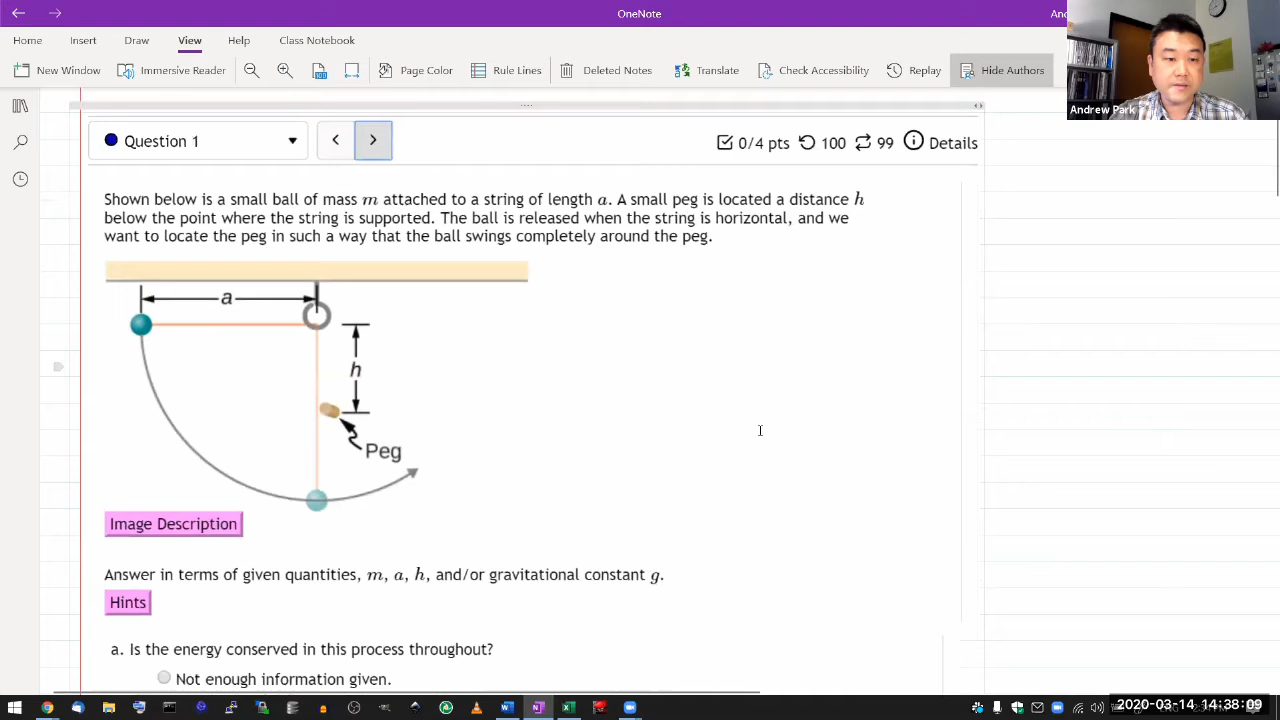 OneNote
And
Home Insert Draw View Help Class Notebook
New Window Immersive Reader Page Color Rule Lines Deleted Notes Translate Check Accessibility Replay Hide Authors
Andrew Park
Question 1
0/4 pts 100 99 Details
Shown below is a small ball of mass m attached to a string of length a. A small peg is located a distance h
below the point where the string is supported. The ball is released when the string is horizontal, and we
want to locate the peg in such a way that the ball swings completely around the peg.
a
h
Peg
Image Description
Answer in terms of given quantities, m, a, h, and/or gravitational constant g.
Hints
a. Is the energy conserved in this process throughout?
Not enough information given.
2020-03-14 14:38:09